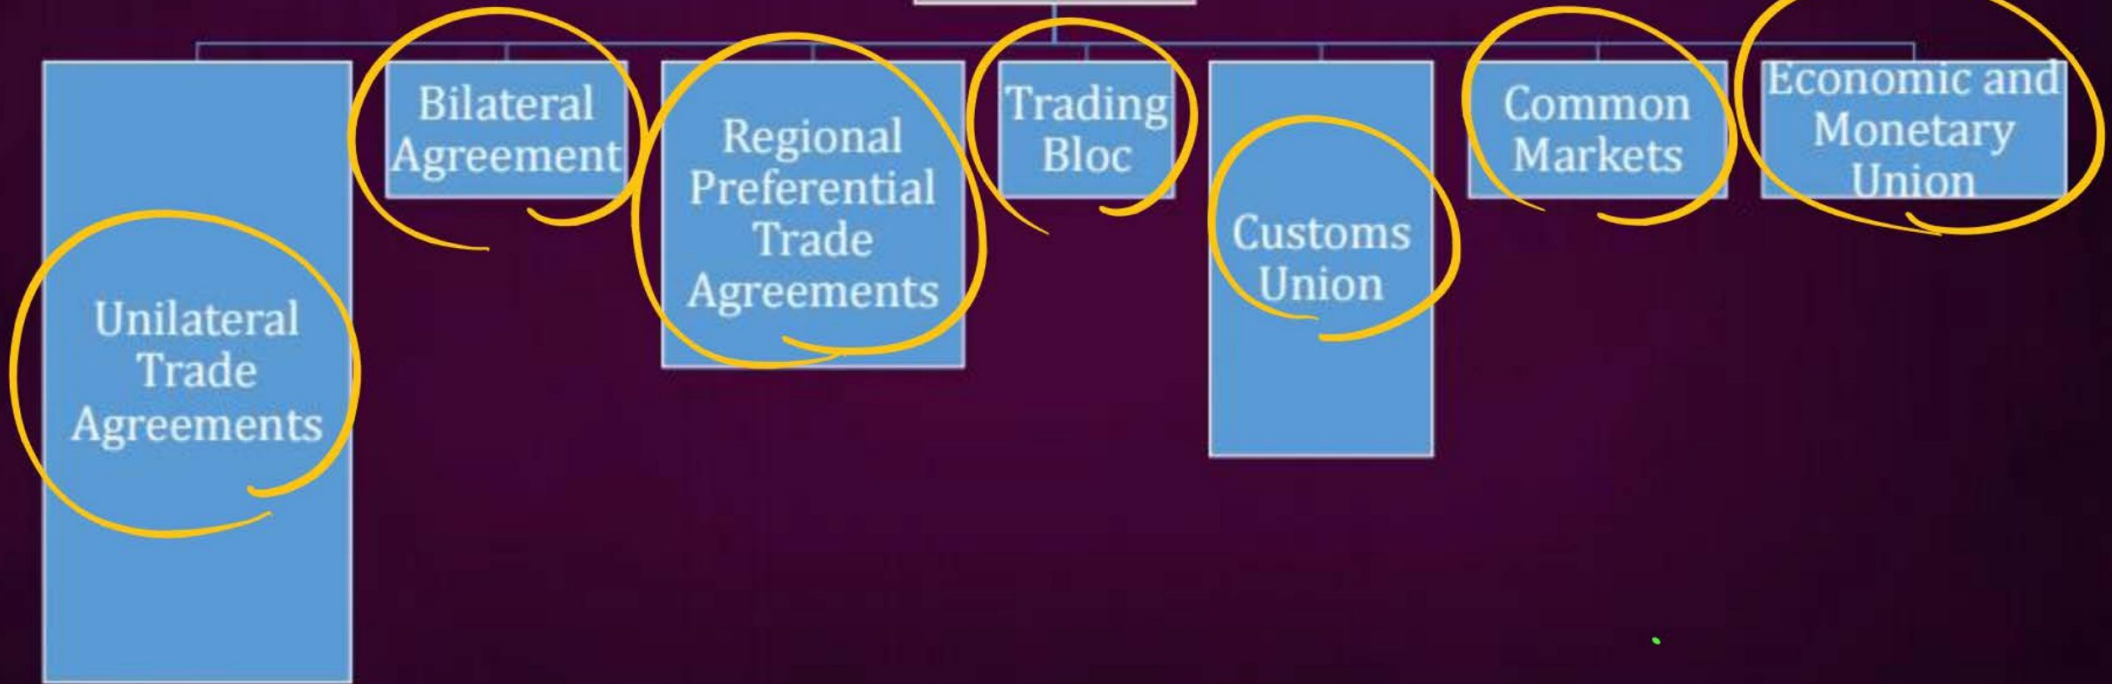 Unilateral
Trade
Agreements
Bilateral
Agreement
Regional
Preferential
Trade
Agreements
Trading
Bloc
Customs
Union
Common
Markets
Economic and
Monetary
Union